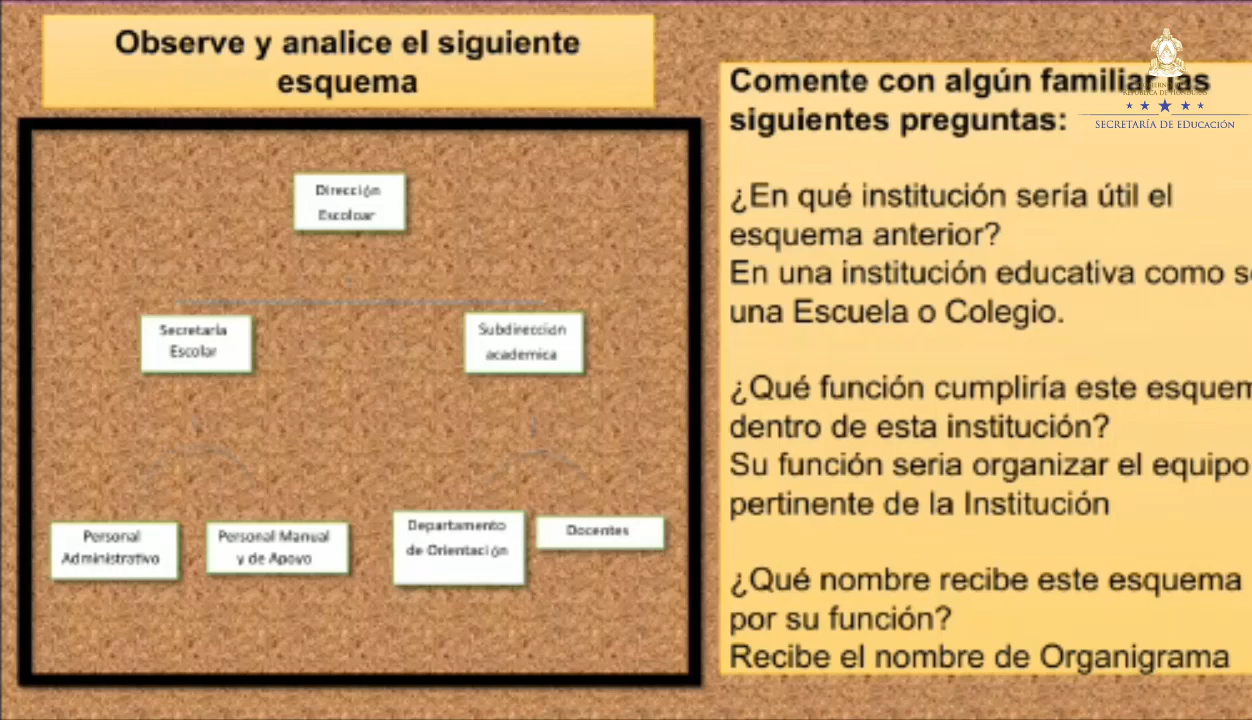 Observe y analice el siguiente
esquema
Dirección
Escoloar
Secretaría
Escolar
Subdirección
academica
Personal
Administrativo
Personal Manual
y de Apoyo
Departamento
de Orientación
Docentes
Comente con algún familiar las
siguientes preguntas:
¿En qué institución sería útil el
esquema anterior?
En una institución educativa como
una Escuela o Colegio.
¿Qué función cumpliría este
dentro de esta institución?
Su función seria organizar el equipo
pertinente de la Institución
¿Qué nombre recibe este esquema
por su función?
Recibe el nombre de Organigrama
REPÚBLICA DE HONDURAS
SECRETARÍA DE EDUCACIÓN